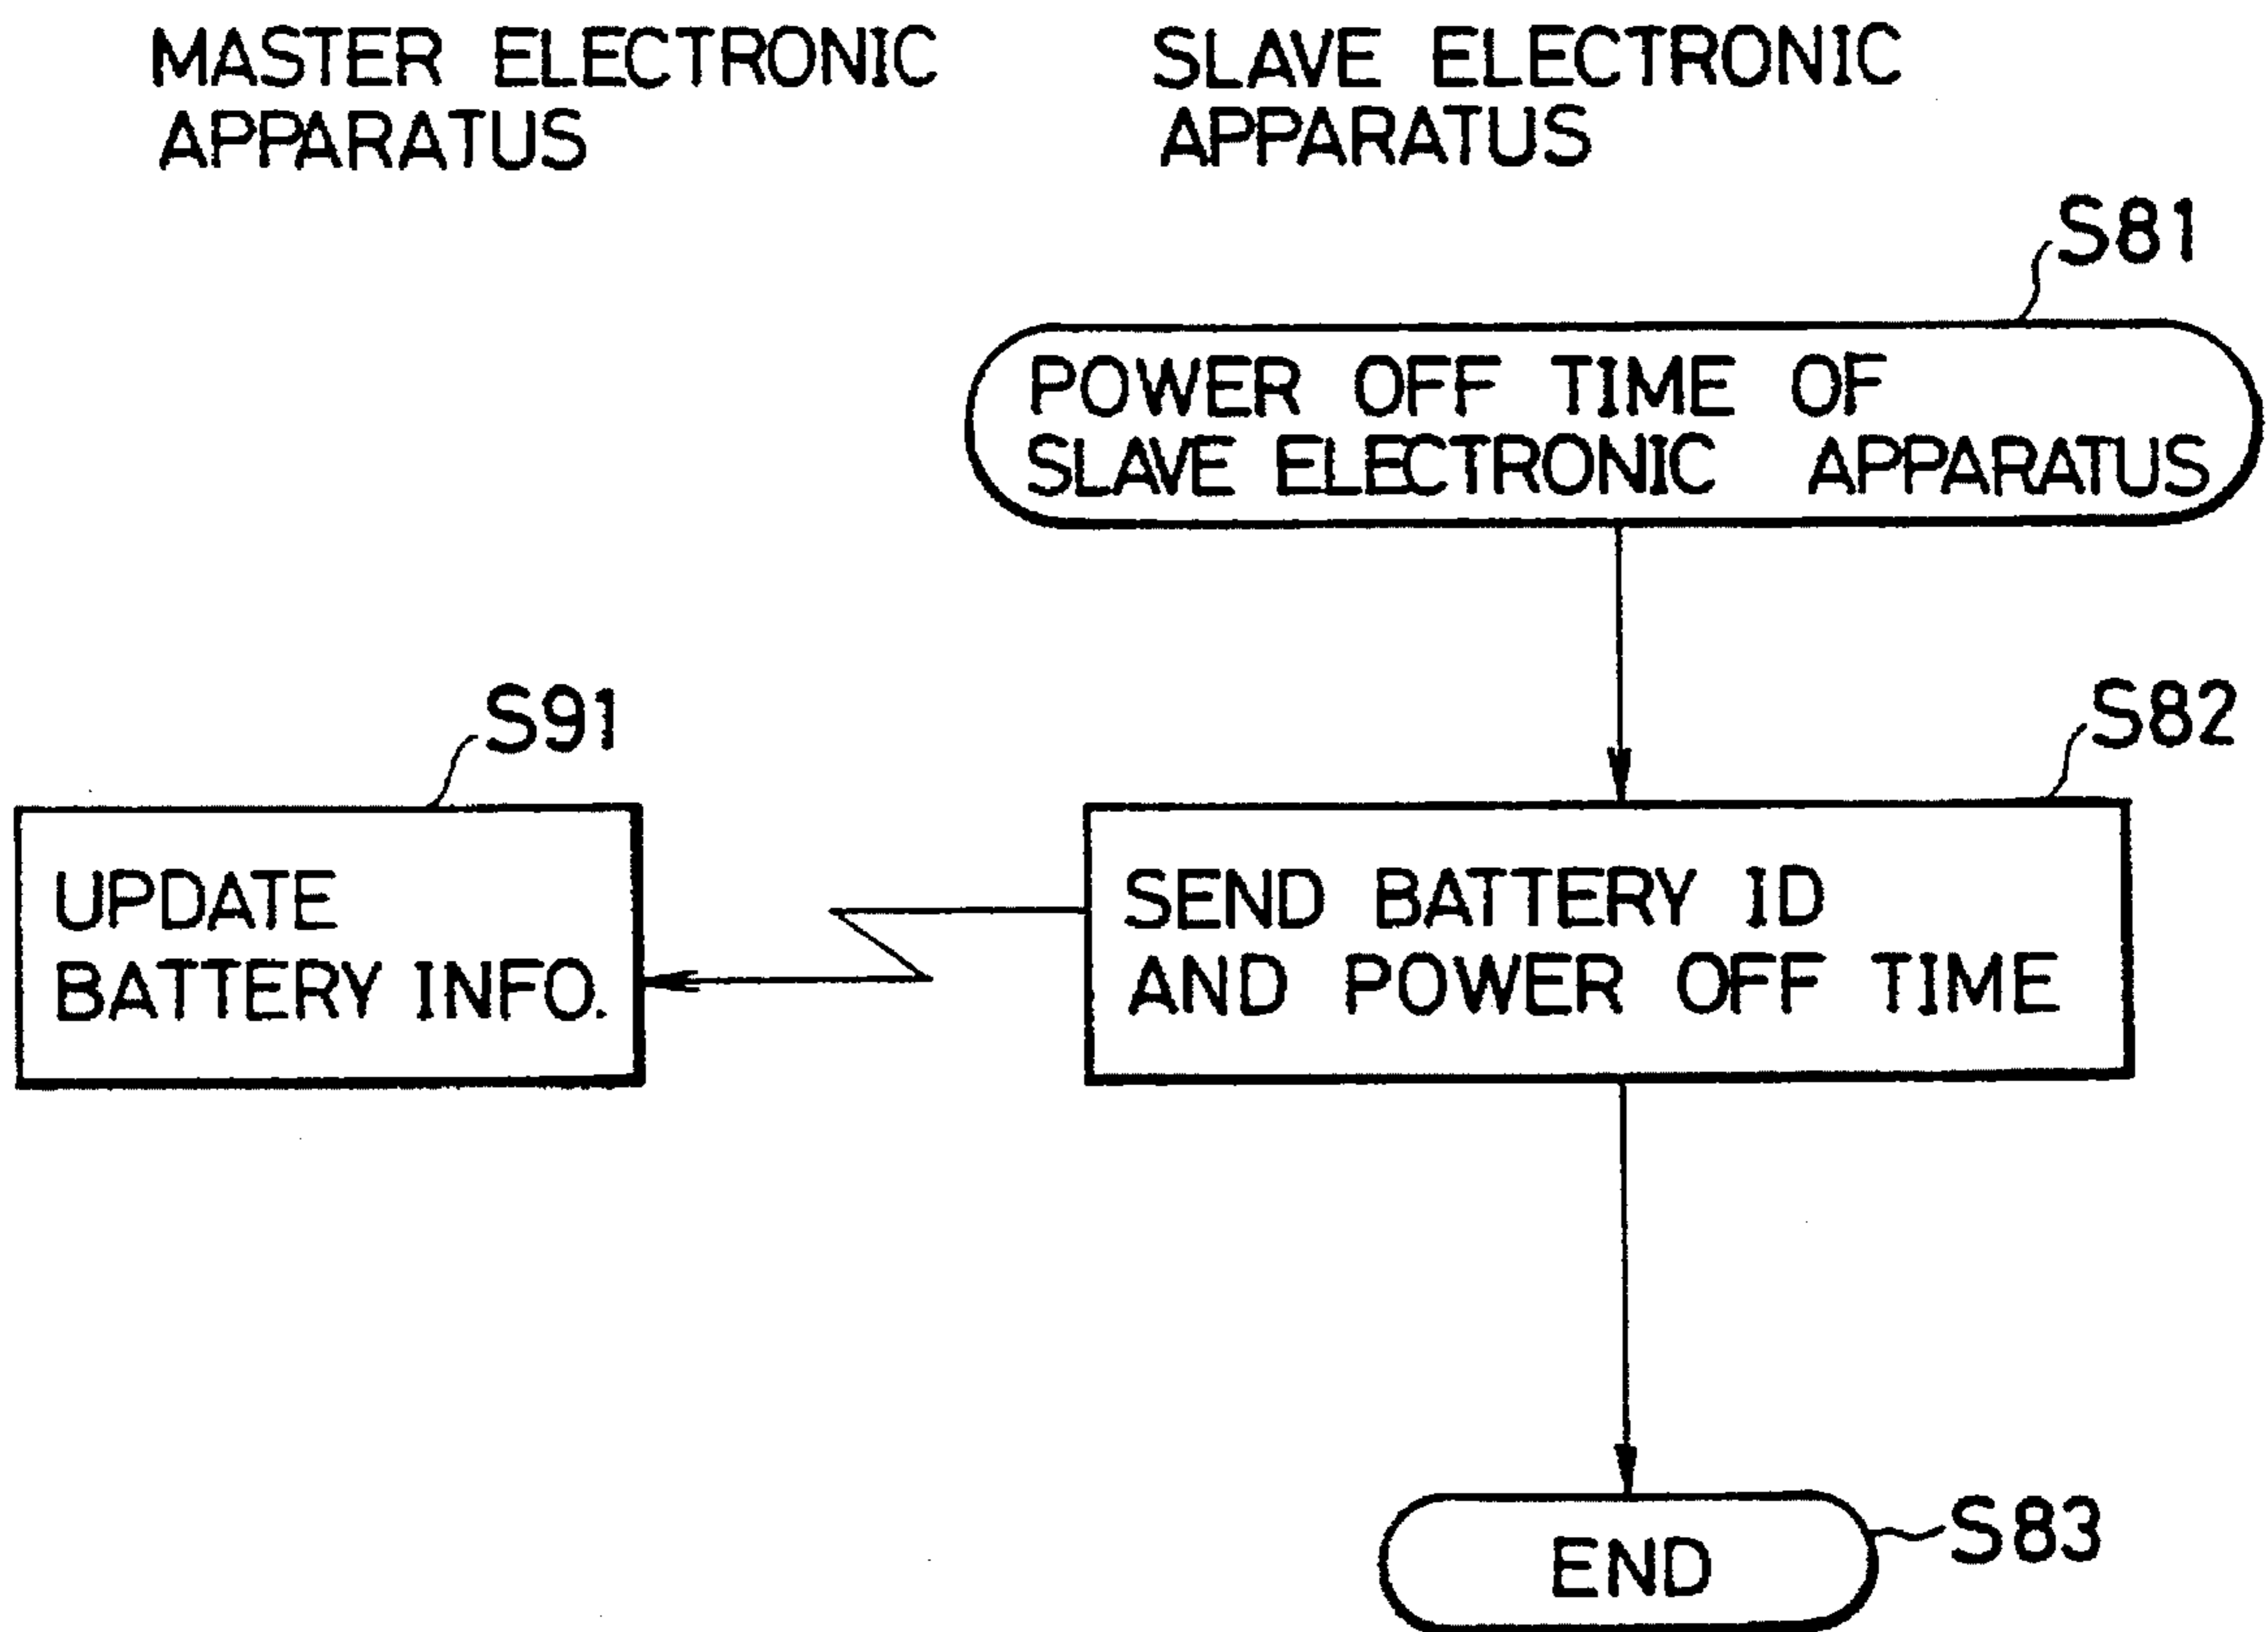 MASTER ELECTRONIC
APPARATUS
SLAVE ELECTRONIC
APPARATUS
S81
POWER OFF TIME OF
SLAVE ELECTRONIC APPARATUS
S91
UPDATE
BATTERY INFO.
S82
SEND BATTERY ID
AND POWER OFF TIME
END
S83